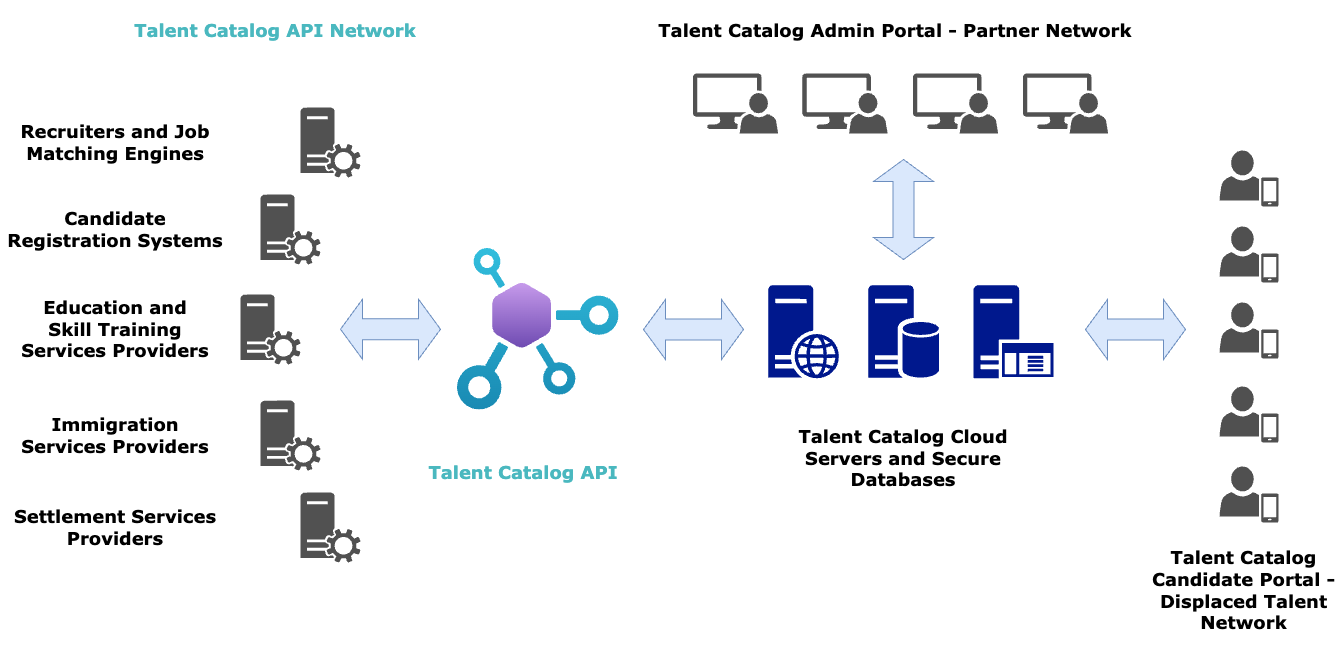 Talent Catalog API Network
Talent Catalog Admin Portal - Partner Network
Recruiters and Job
Matching Engines
Candidate
Registration Systems
Education and
Skill Training
Services Providers
Immigration
Services Providers
Settlement Services
Providers
Talent Catalog API
Talent Catalog Cloud
Servers and Secure
Databases
Talent Catalog
Candidate Portal -
Displaced Talent
Network